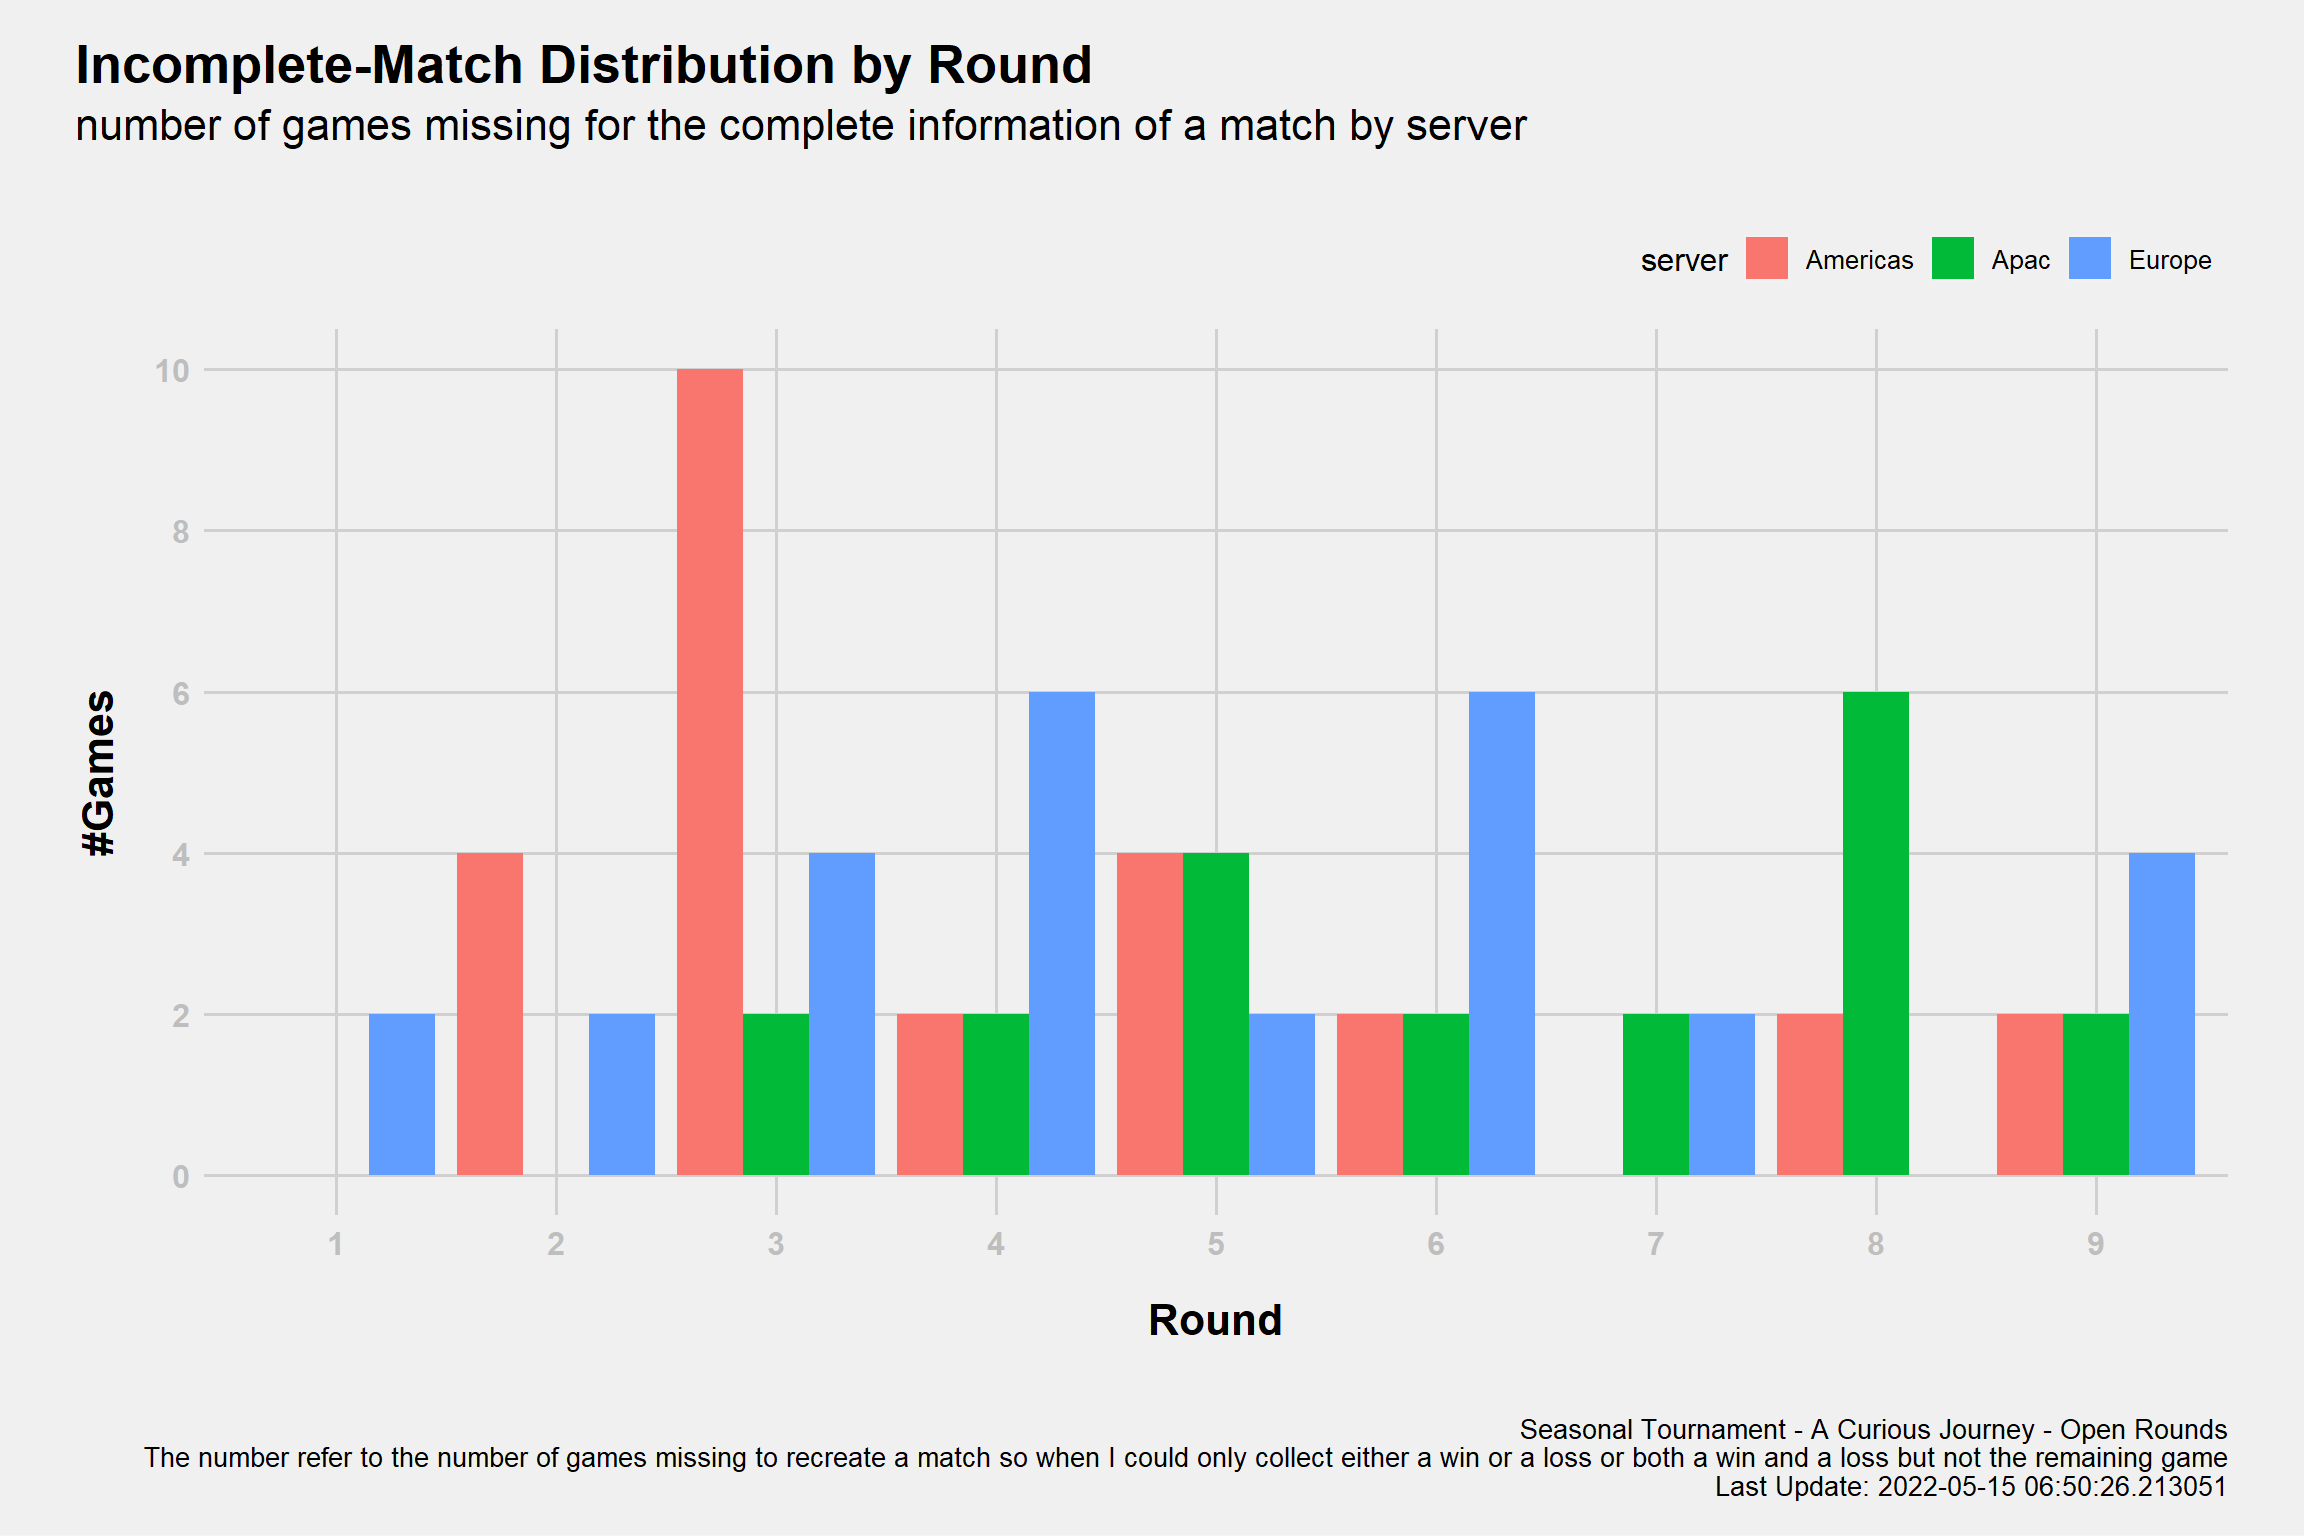 Incomplete-Match Distribution by Round
number of games missing for the complete information of a match by server
server Americas Apac Europe
10
8
6
4
2
0
#Games
1 2 3 4 5 6 7 8 9
Round
Seasonal Tournament - A Curious Journey - Open Rounds
The number refer to the number of games missing to recreate a match so when I could only collect either a win or a loss or both a win and a loss but not the remaining game
Last Update: 2022-05-15 06:50:26.213051